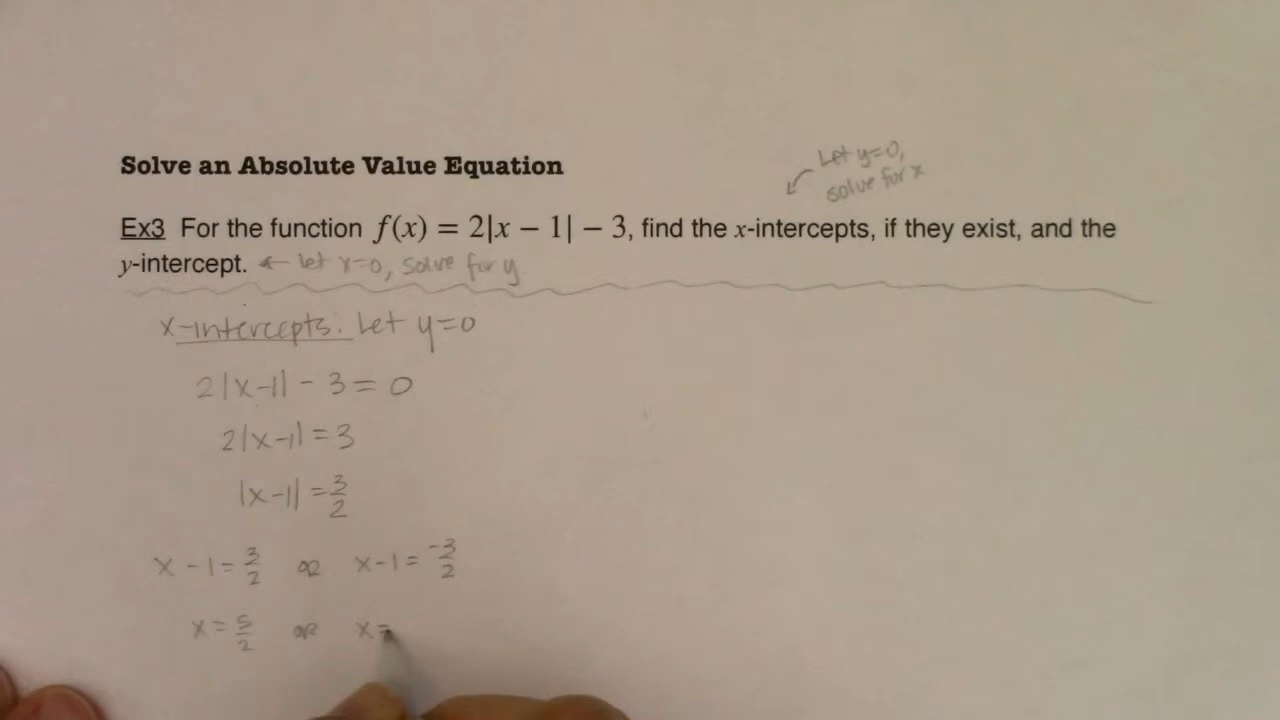 Solve an Absolute Value Equation
Let y=0,
solve for x
Ex3 For the function f(x) = 2|x − 1| − 3, find the x-intercepts, if they exist, and the
y-intercept. ← let x=0, solve for y
x-intercepts: Let y=0
2|x-1| - 3 = 0
2|x-1| = 3
|x-1| = 3/2
x - 1 = 3/2 or x-1 = -3/2
x = 5/2 or x=